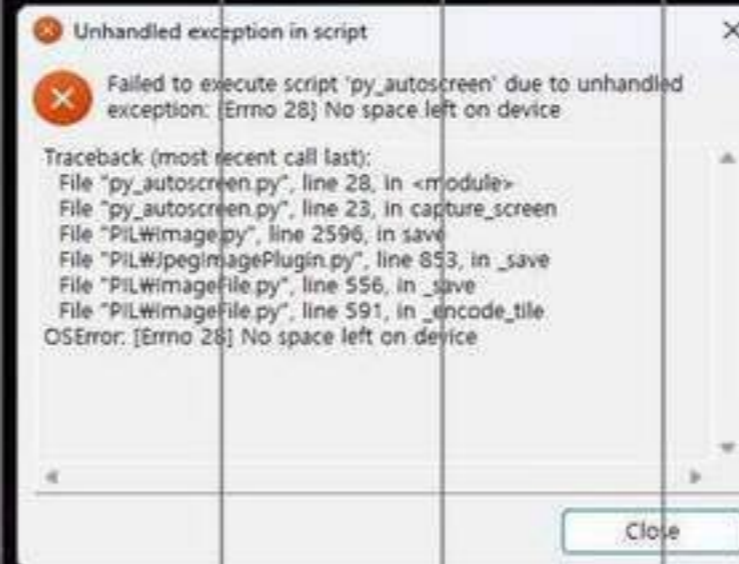 Unhandled exception in script
Failed to execute script 'py_autoscreen' due to unhandled
exception: [Errno 28] No space left on device
Traceback (most recent call last):
File "py_autoscreen.py", line 28, in <module>
File "py_autoscreen.py", line 23, in capture_screen
File "PIL₩Image.py", line 2596, in save
File "PIL₩JpegImagePlugin.py", line 853, in _save
File "PIL₩ImageFile.py", line 556, in _save
File "PIL₩ImageFile.py", line 591, in _encode_tile
OSError: [Errno 28] No space left on device
Close